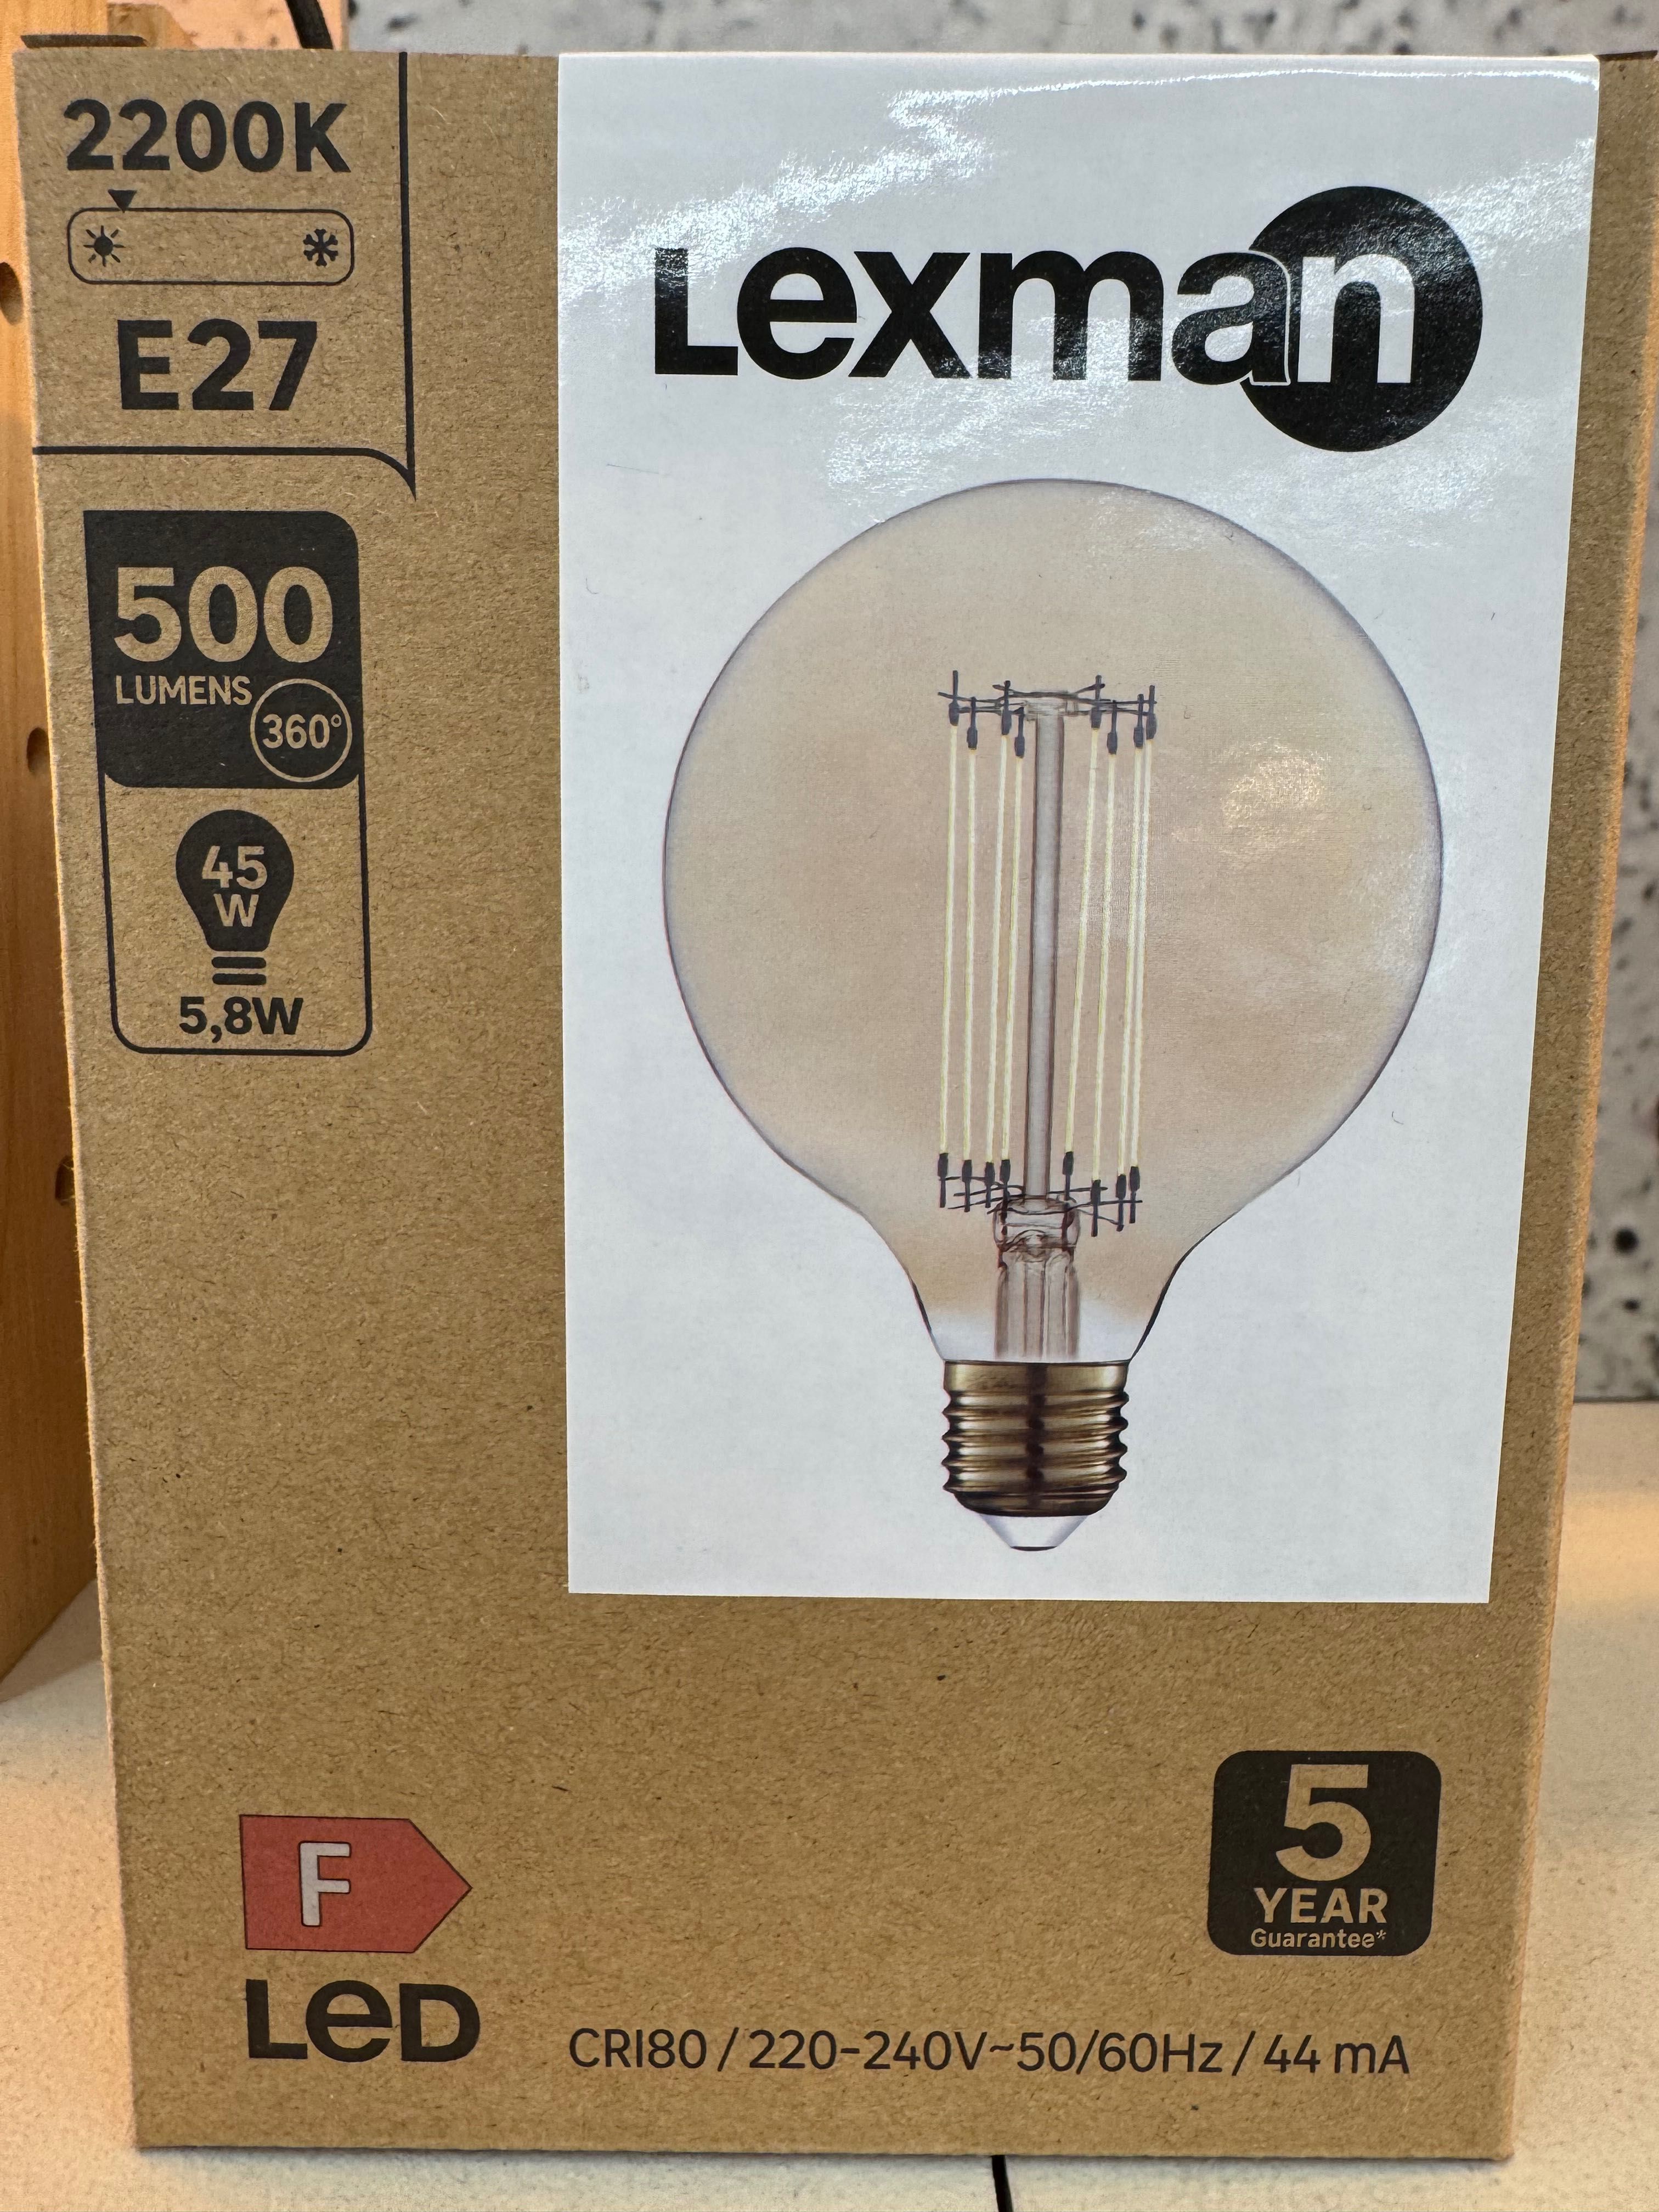 2200K
E27
500
LUMENS
360°
45
W
5,8W
Lexman
F
LED
5
YEAR
Guarantee*
CRI80 / 220-240V~50/60Hz / 44 mA